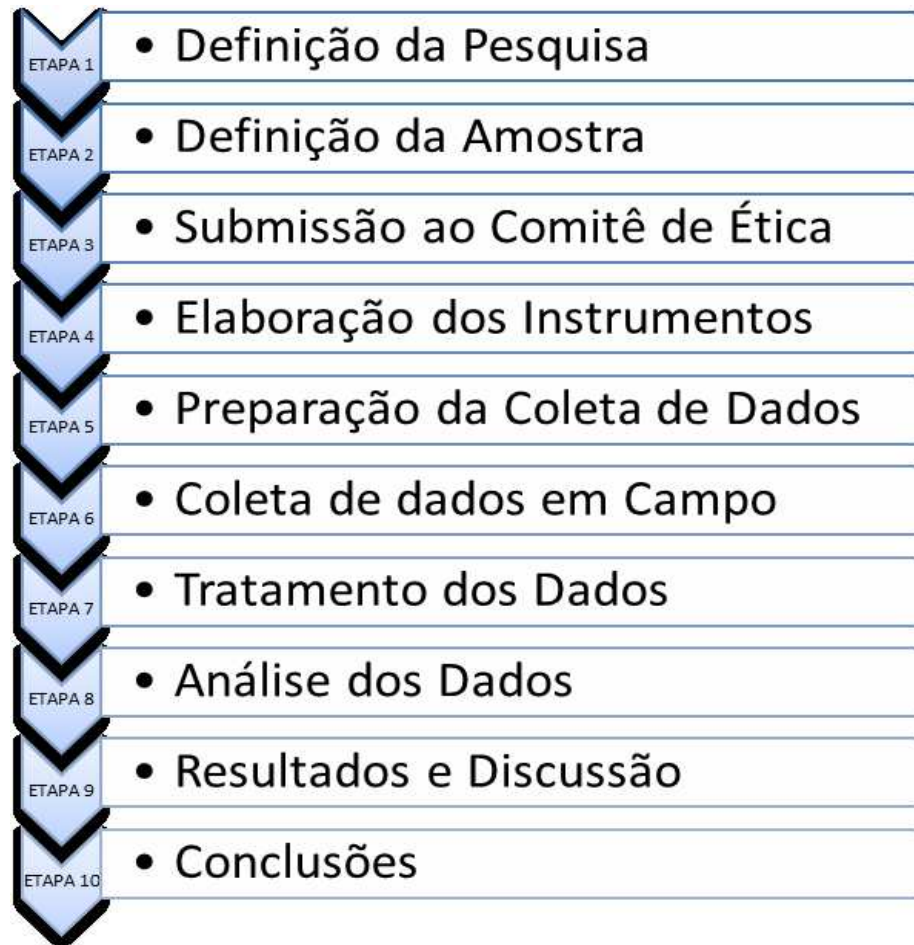 ETAPA 1
• Definição da Pesquisa
ETAPA 2
• Definição da Amostra
ETAPA 3
• Submissão ao Comitê de Ética
ETAPA 4
• Elaboração dos Instrumentos
ETAPA 5
• Preparação da Coleta de Dados
ETAPA 6
• Coleta de dados em Campo
ETAPA 7
• Tratamento dos Dados
ETAPA 8
• Análise dos Dados
ETAPA 9
• Resultados e Discussão
ETAPA 10
• Conclusões